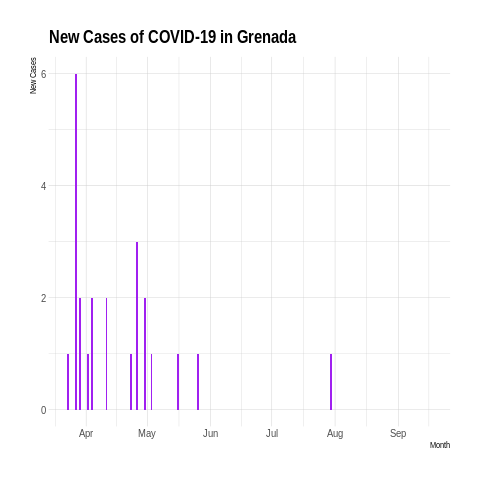 New Cases of COVID-19 in Grenada
New Cases
6
4
2
0
Apr May Jun Jul Aug Sep
Month